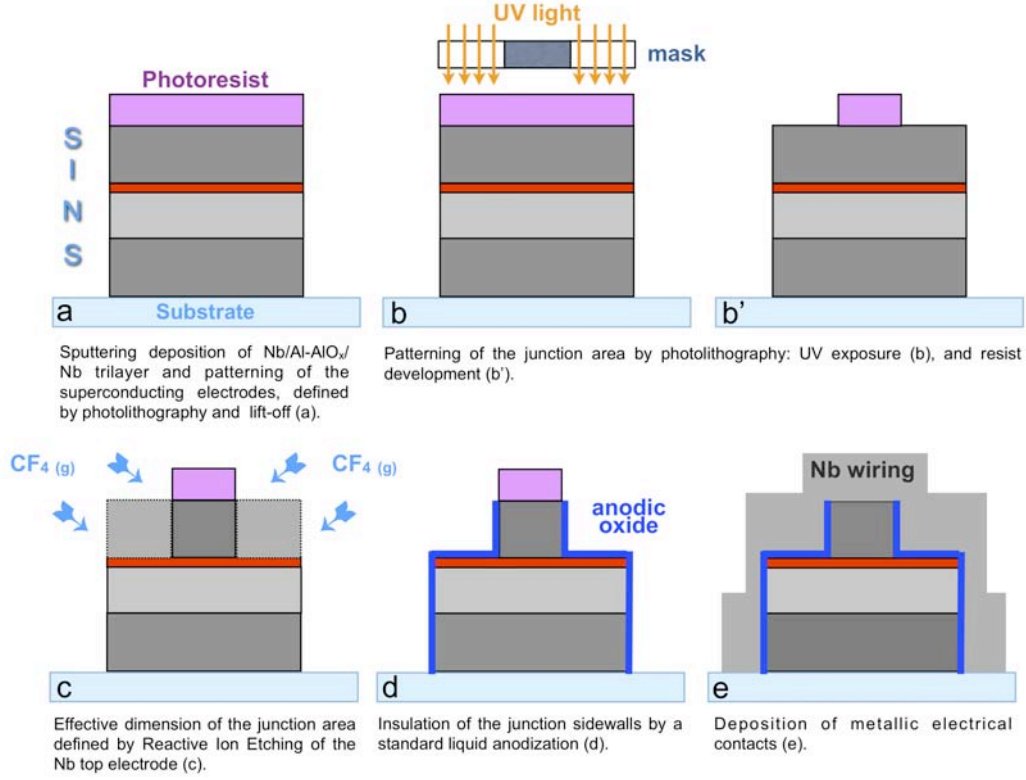 UV light
mask
Photoresist
S
I
N
S
a
Substrate
b
b’
Sputtering deposition of Nb/Al-AlOₓ/
Nb trilayer and patterning of the
superconducting electrodes, defined
by photolithography and lift-off (a).
Patterning of the junction area by photolithography: UV exposure (b), and resist
development (b’).
CF₄ (g)
CF₄ (g)
anodic
oxide
Nb wiring
c
d
e
Effective dimension of the junction area
defined by Reactive Ion Etching of the
Nb top electrode (c).
Insulation of the junction sidewalls by a
standard liquid anodization (d).
Deposition of metallic electrical
contacts (e).